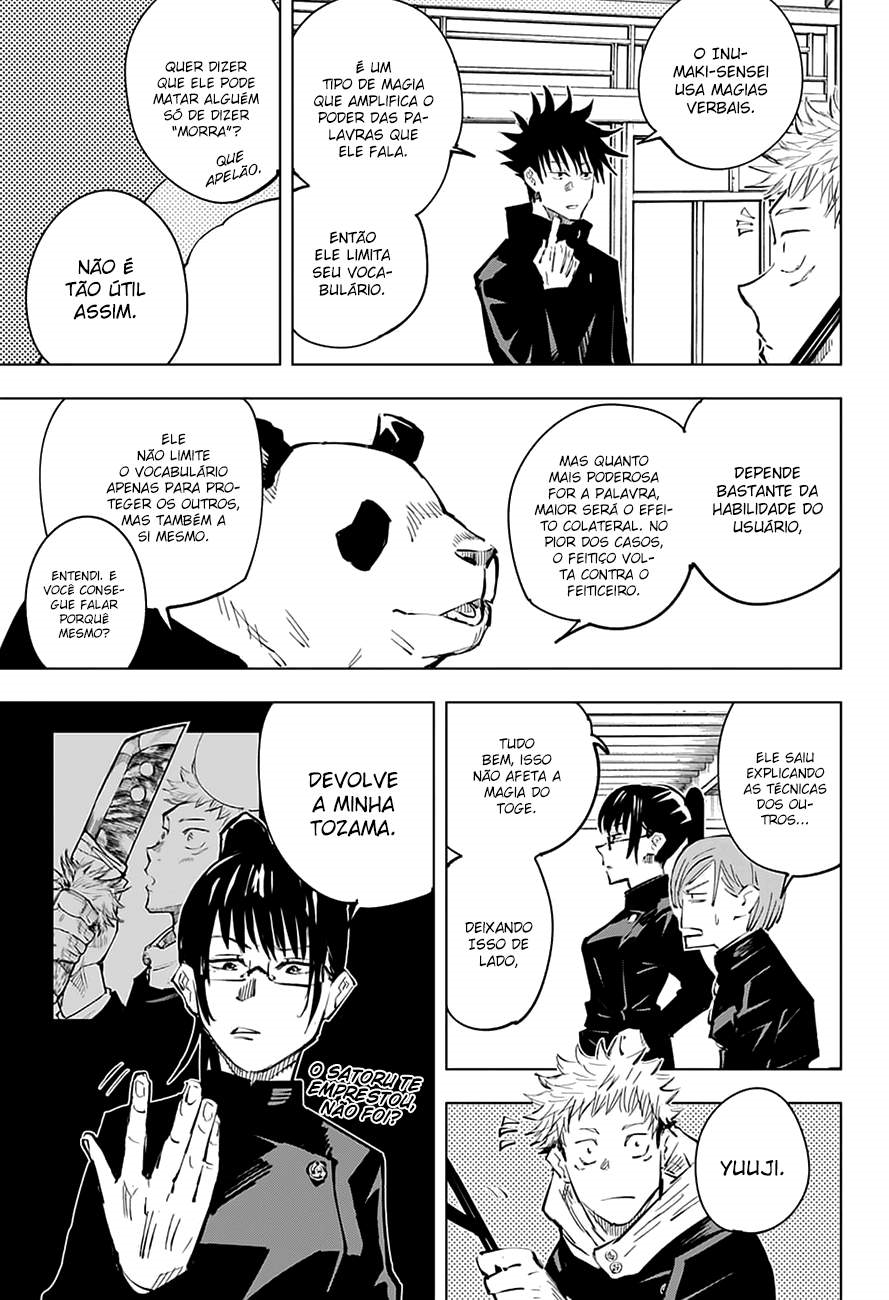 O INU-
MAKI-SENSEI
USA MAGIAS
VERBAIS.
É UM
TIPO DE MAGIA
QUE AMPLIFICA O
PODER DAS PA-
LAVRAS QUE
ELE FALA.
ENTÃO
ELE LIMITA
SEU VOCA-
BULÁRIO.
QUER DIZER
QUE ELE PODE
MATAR ALGUÉM
SÓ DE DIZER
"MORRA"?
QUE
APELÃO.
NÃO É
TÃO ÚTIL
ASSIM.
DEPENDE
BASTANTE DA
HABILIDADE DO
USUÁRIO,
MAS QUANTO
MAIS PODEROSA
FOR A PALAVRA,
MAIOR SERÁ O EFEI-
TO COLATERAL. NO
PIOR DOS CASOS,
O FEITIÇO VOL-
TA CONTRA O
FEITICEIRO.
ELE
NÃO LIMITE
O VOCABULÁRIO
APENAS PARA PRO-
TEGER OS OUTROS,
MAS TAMBÉM A
SI MESMO.
ENTENDI. E
VOCÊ CONSE-
GUE FALAR
PORQUÊ
MESMO?
ELE SAIU
EXPLICANDO
AS TÉCNICAS
DOS OU-
TROS...
TUDO
BEM, ISSO
NÃO AFETA A
MAGIA DO
TOGE.
DEIXANDO
ISSO DE
LADO,
YUUJI.
DEVOLVE
A MINHA
TOZAMA.
O SATORU TE
EMPRESTOU,
NÃO FOI?